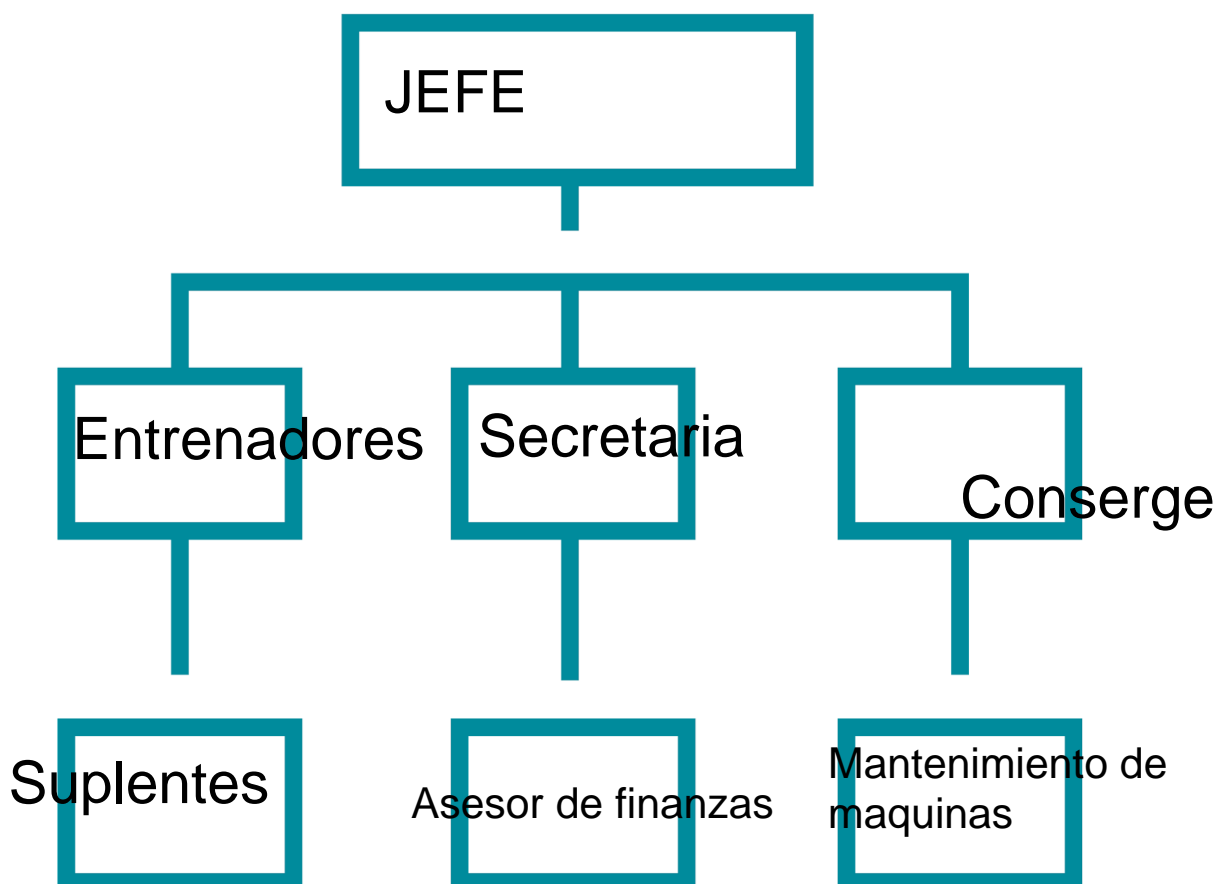 JEFE
Entrenadores
Secretaria
Conserge
Suplentes
Asesor de finanzas
Mantenimiento de
maquinas